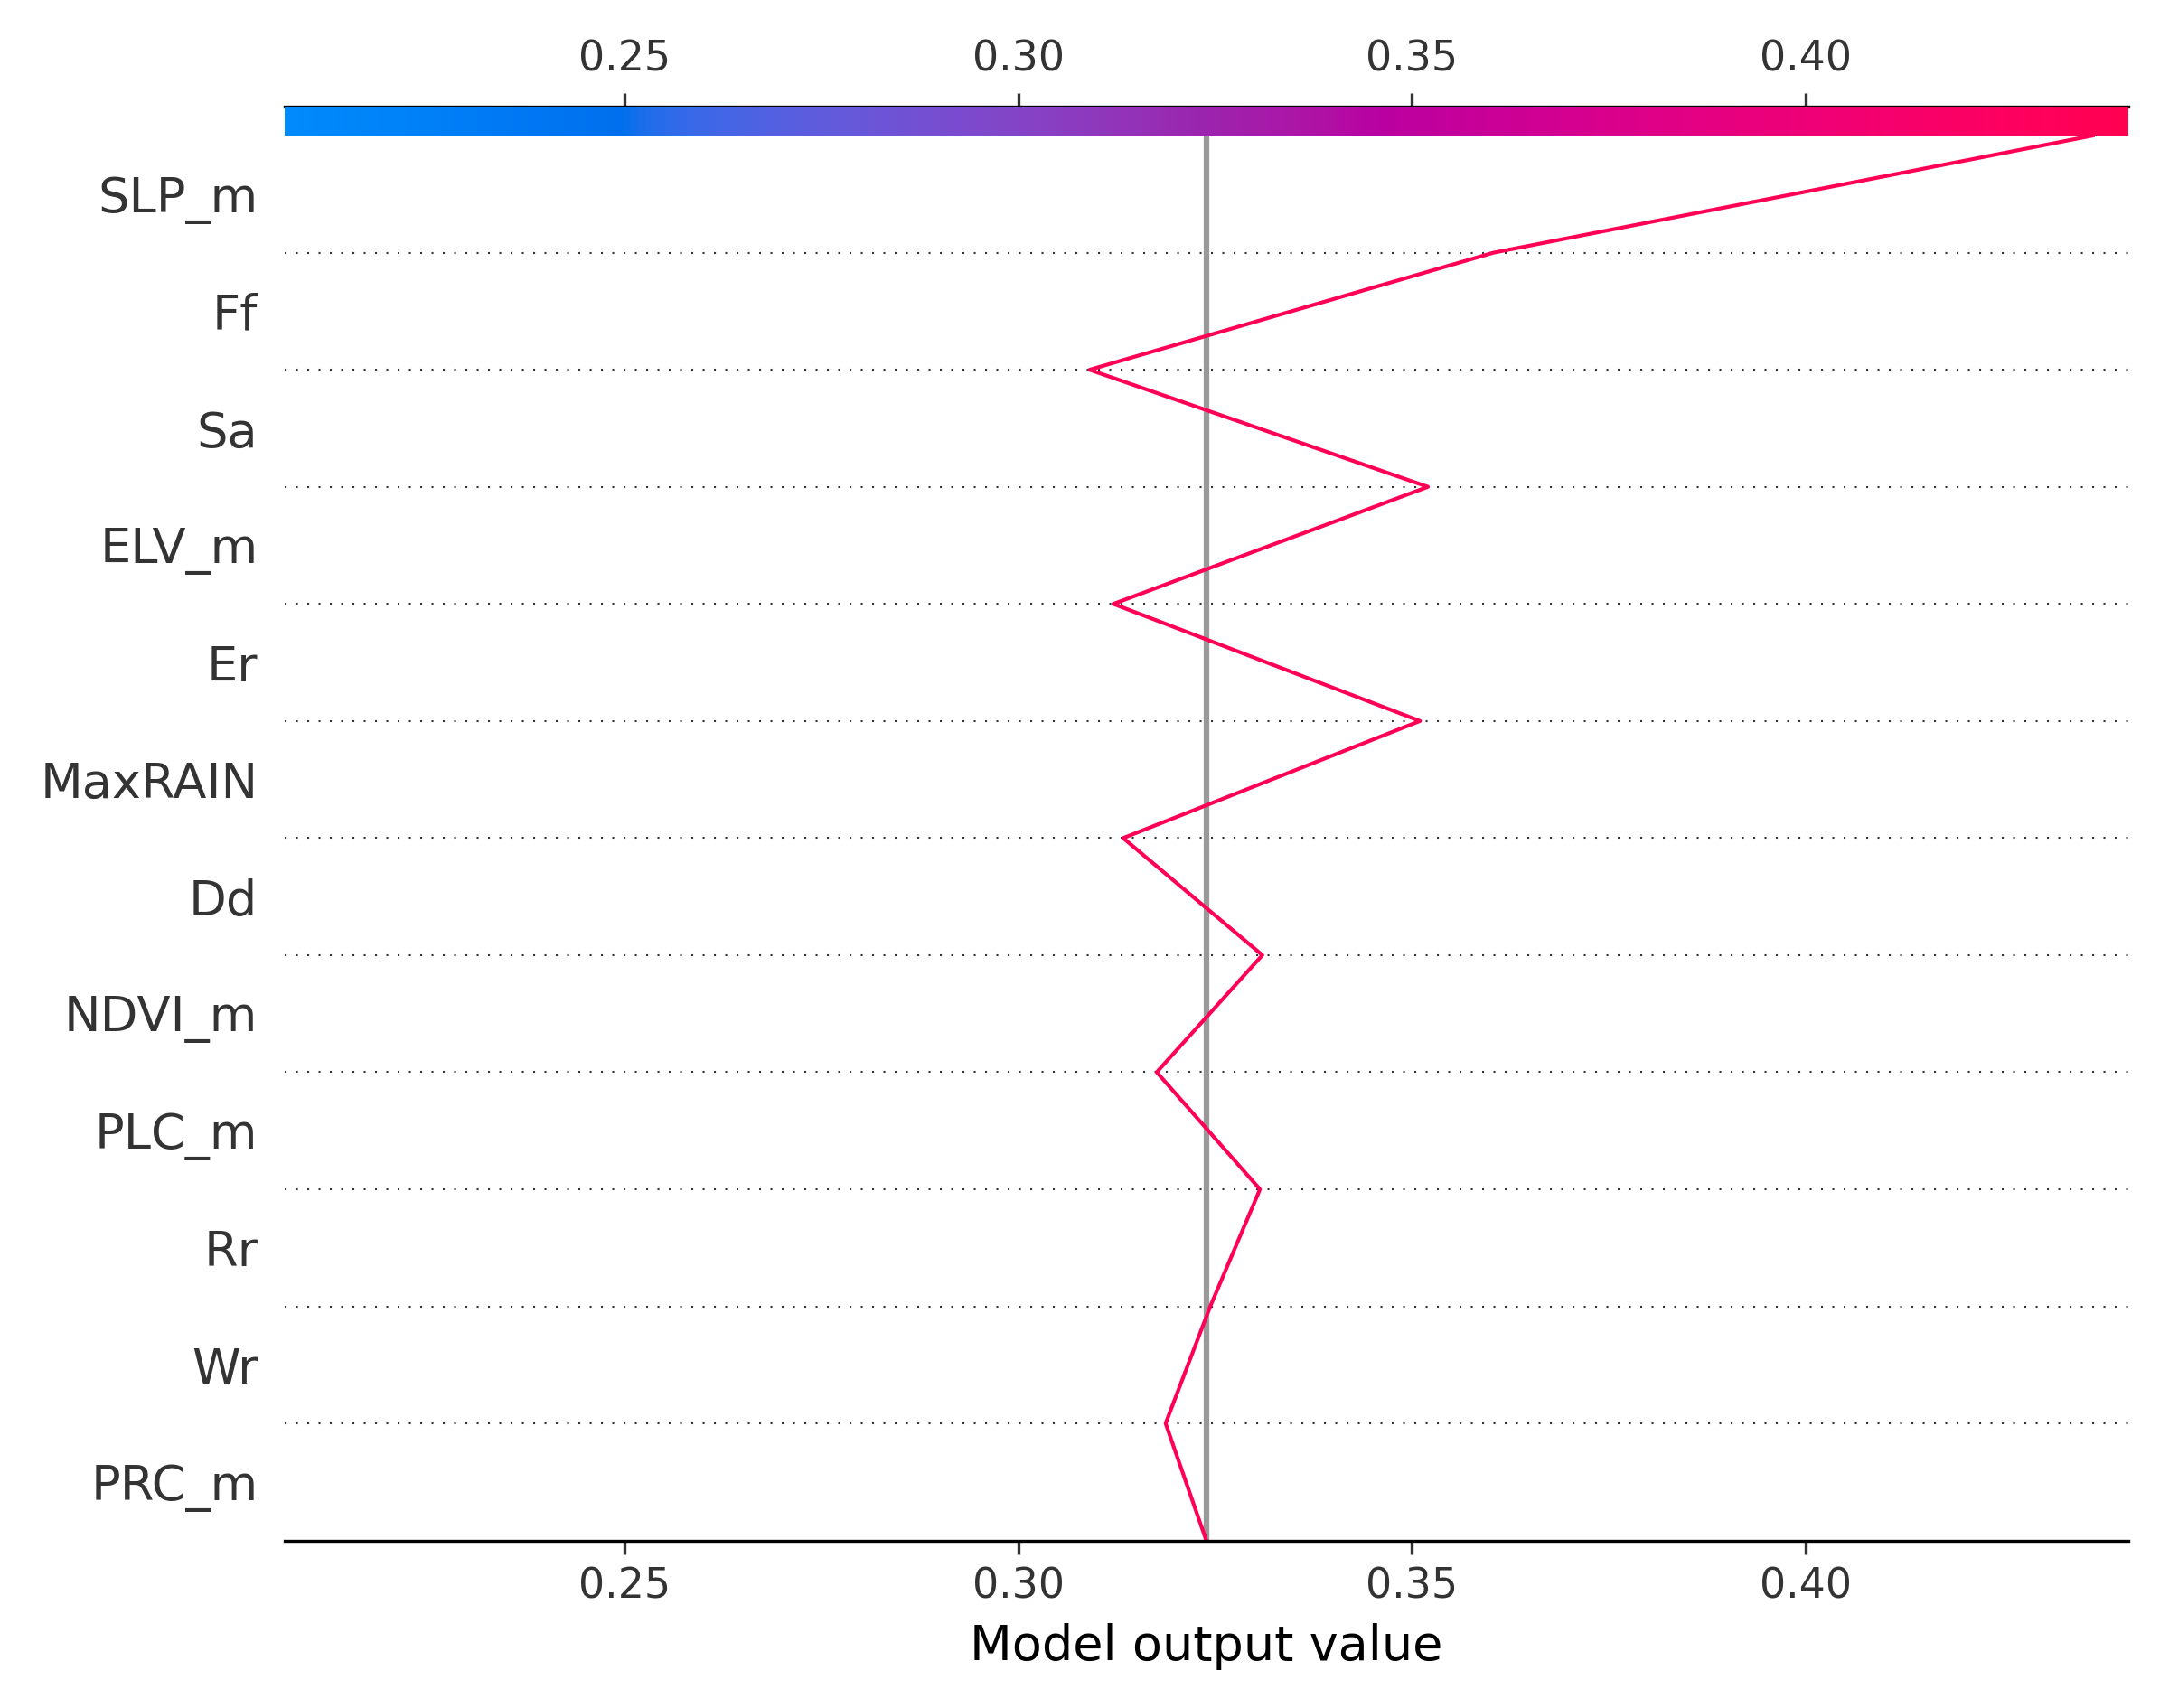 0.25 0.30 0.35 0.40
SLP_m
Ff
Sa
ELV_m
Er
MaxRAIN
Dd
NDVI_m
PLC_m
Rr
Wr
PRC_m
0.25 0.30 0.35 0.40
Model output value